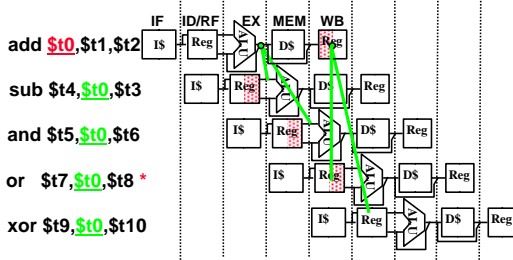 IF ID/RF EX MEM WB
add $t0,$t1,$t2 I$ Reg ALU D$ Reg
sub $t4,$t0,$t3 I$ Reg ALU D$ Reg
and $t5,$t0,$t6 I$ Reg ALU D$ Reg
or $t7,$t0,$t8 * I$ Reg ALU D$ Reg
xor $t9,$t0,$t10 I$ Reg ALU D$ Reg